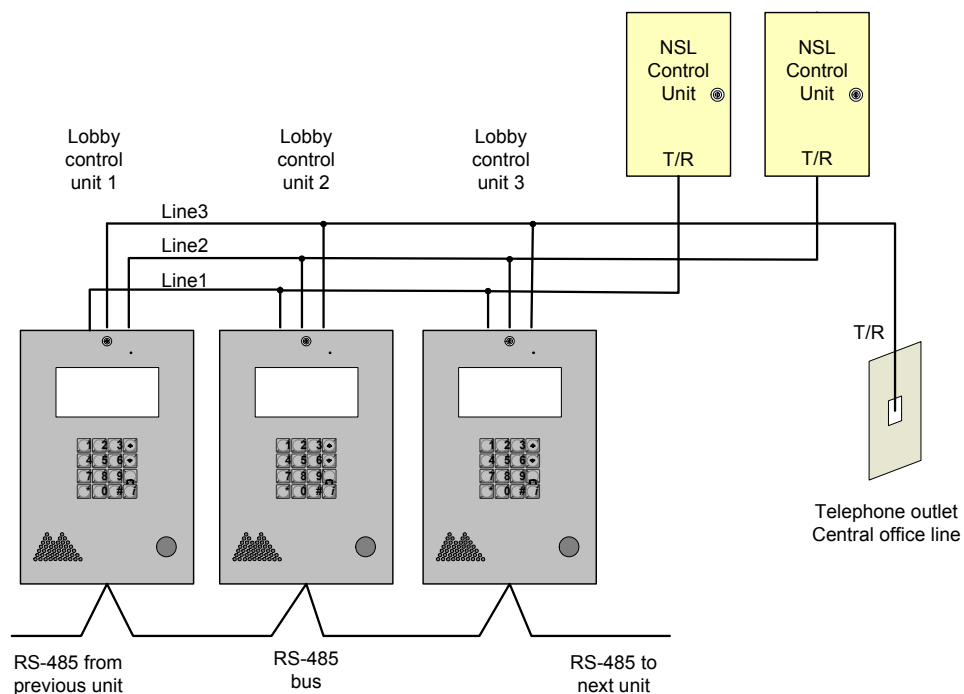 NSL
Control
Unit
NSL
Control
Unit
T/R
T/R
Lobby
control
unit 1
Lobby
control
unit 2
Lobby
control
unit 3
Line3
Line2
Line1
T/R
1 2 3
4 5 6
7 8 9
* 0 # i
1 2 3
4 5 6
7 8 9
* 0 # i
1 2 3
4 5 6
7 8 9
* 0 # i
Telephone outlet
Central office line
RS-485 from
previous unit
RS-485
bus
RS-485 to
next unit